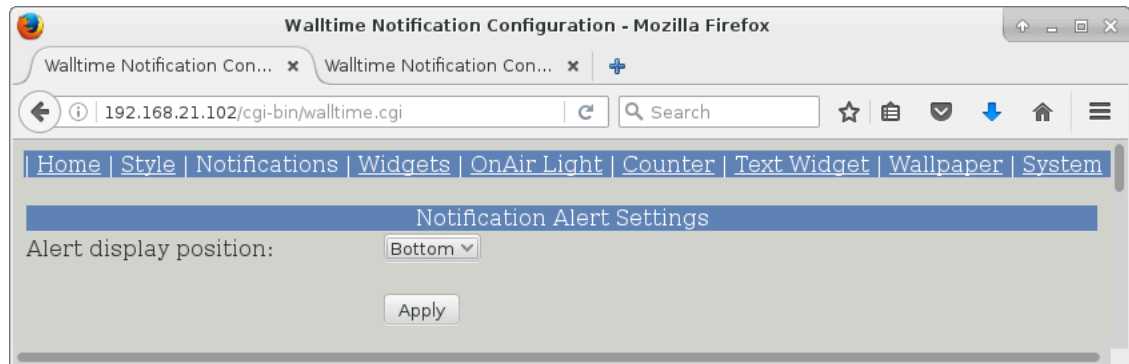 Walltime Notification Configuration - Mozilla Firefox
Walltime Notification Con... × Walltime Notification Con... ×
192.168.21.102/cgi-bin/walltime.cgi Search
| Home | Style | Notifications | Widgets | OnAir Light | Counter | Text Widget | Wallpaper | System
Notification Alert Settings
Alert display position: Bottom
Apply